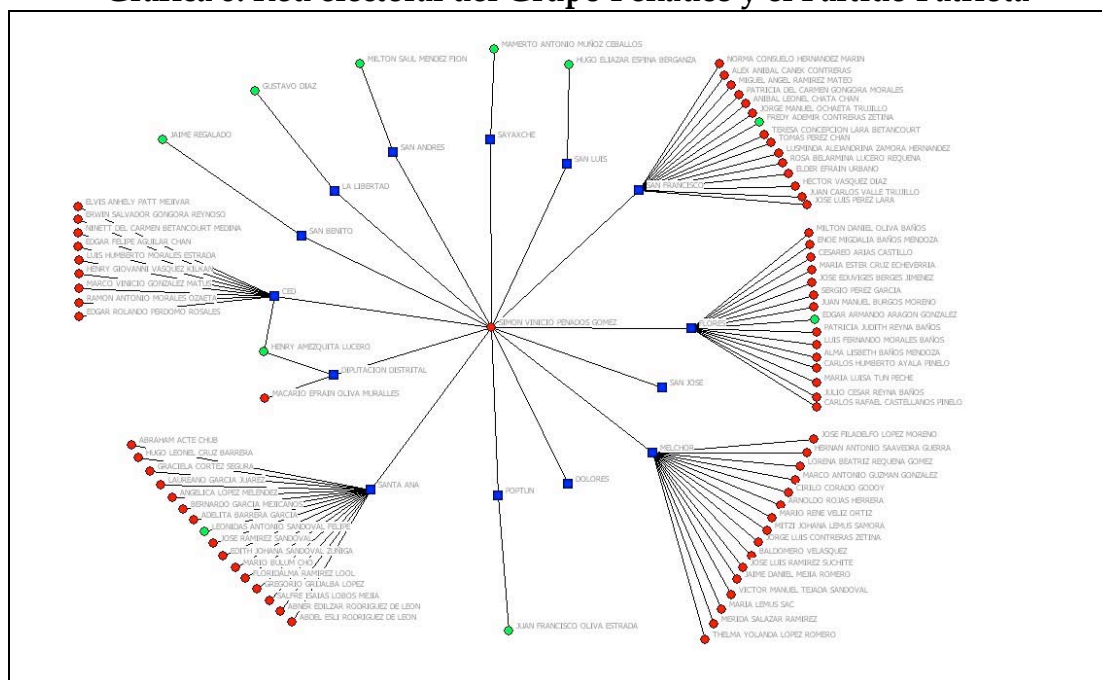 Gráfica 6. Red electoral del Grupo Penados y el Partido Patriota
MAMERTO ANTONIO MUÑOZ CEBALLOS
MILTON SAUL MENDEZ FION
HUGO ELIAZAR ESPINA BERGANZA
GUSTAVO DIAZ
JAIME REGALADO
SAN ANDRES
SAYAXCHE
SAN LUIS
LA LIBERTAD
SAN BENITO
NORMA CONSUELO HERNANDEZ MARIN
ALEX ANIBAL CANEK CONTRERAS
MIGUEL ANGEL RAMIREZ MATEO
PATRICIA DEL CARMEN GONGORA MORALES
ANIBAL LEONEL CHATA CHAN
JORGE MANUEL OCHAETA TRUJILLO
FREDY ADEMIR CONTRERAS ZETINA
TERESA CONCEPCION LARA BETANCOURT
TOMAS PEREZ CHAN
LUSMINDA ALEJANDRINA ZAMORA HERNANDEZ
ROSA BELARMINA LUCERO REQUENA
ELDER EFRAIN URBANO
HECTOR VASQUEZ DIAZ
JUAN CARLOS VALLE TRUJILLO
JOSE LUIS PEREZ LARA
SAN FRANCISCO
ELVIS ANHELY PATT MEJIVAR
ERWIN SALVADOR GONGORA REYNOSO
NINETT DEL CARMEN BETANCOURT MEDINA
EDGAR FELIPE AGUILAR CHAN
LUIS HUMBERTO MORALES ESTRADA
HENRY GIOVANNI VASQUEZ KILKAN
MARCO VINICIO GONZALEZ MATUS
RAMON ANTONIO MORALES OZAETA
EDGAR ROLANDO PERDOMO ROSALES
CED
HENRY AMEZQUITA LUCERO
DIPUTACION DISTRITAL
MACARIO EFRAIN OLIVA MURALLES
SIMON VINICIO PENADOS GOMEZ
MILTON DANIEL OLIVA BAÑOS
ENOE MIGDALIA BAÑOS MENDOZA
CESAREO ARIAS CASTILLO
MARIA ESTER CRUZ ECHEVERRIA
JOSE EDUVIGES BERGES JIMENEZ
SERGIO PEREZ GARCIA
JUAN MANUEL BURGOS MORENO
EDGAR ARMANDO ARAGON GONZALEZ
PATRICIA JUDITH REYNA BAÑOS
LUIS FERNANDO MORALES BAÑOS
ALMA LISBETH BAÑOS MENDOZA
CARLOS HUMBERTO AYALA PINELO
MARIA LUISA TUN PECHE
JULIO CESAR REYNA BAÑOS
CARLOS RAFAEL CASTELLANOS PINELO
FLORES
SAN JOSE
MELCHOR
JOSE FILADELFO LOPEZ MORENO
HERNAN ANTONIO SAAVEDRA GUERRA
LORENA BEATRIZ REQUENA GOMEZ
MARCO ANTONIO GUZMAN GONZALEZ
CIRILO CORADO GODOY
ARNOLDO ROJAS HERRERA
MARIO RENE VELIZ ORTIZ
MITZI JOHANA LEMUS SAMORA
JORGE LUIS CONTRERAS ZETINA
BALDOMERO VELASQUEZ
JOSE LUIS RAMIREZ SUCHITE
JAIME DANIEL MEJIA ROMERO
VICTOR MANUEL TEJADA SANDOVAL
MARIA LEMUS SAC
MERIDA SALAZAR RAMIREZ
THELMA YOLANDA LOPEZ ROMERO
ABRAHAM ACTE CHUB
HUGO LEONEL CRUZ BARRERA
GRACIELA CORTEZ SEGURA
LAUREANO GARCIA JUAREZ
ANGELICA LÓPEZ MELENDEZ
BERNARDO GARCIA MEJICANOS
ADELITA BARRERA GARCIA
LEONIDAS ANTONIO SANDOVAL FELIPE
JOSE RAMIREZ SANDOVAL
EDITH JOHANA SANDOVAL ZUÑIGA
MARIO BULUM CHO
FLORIDALMA RAMIREZ LOOL
GREGORIO GRIJALBA LOPEZ
SALFRE ISAIAS LOBOS MEJIA
ABNER EDILZAR RODRIGUEZ DE LEON
ABDEL ESLI RODRIGUEZ DE LEON
SANTA ANA
POPTUN
DOLORES
JUAN FRANCISCO OLIVA ESTRADA